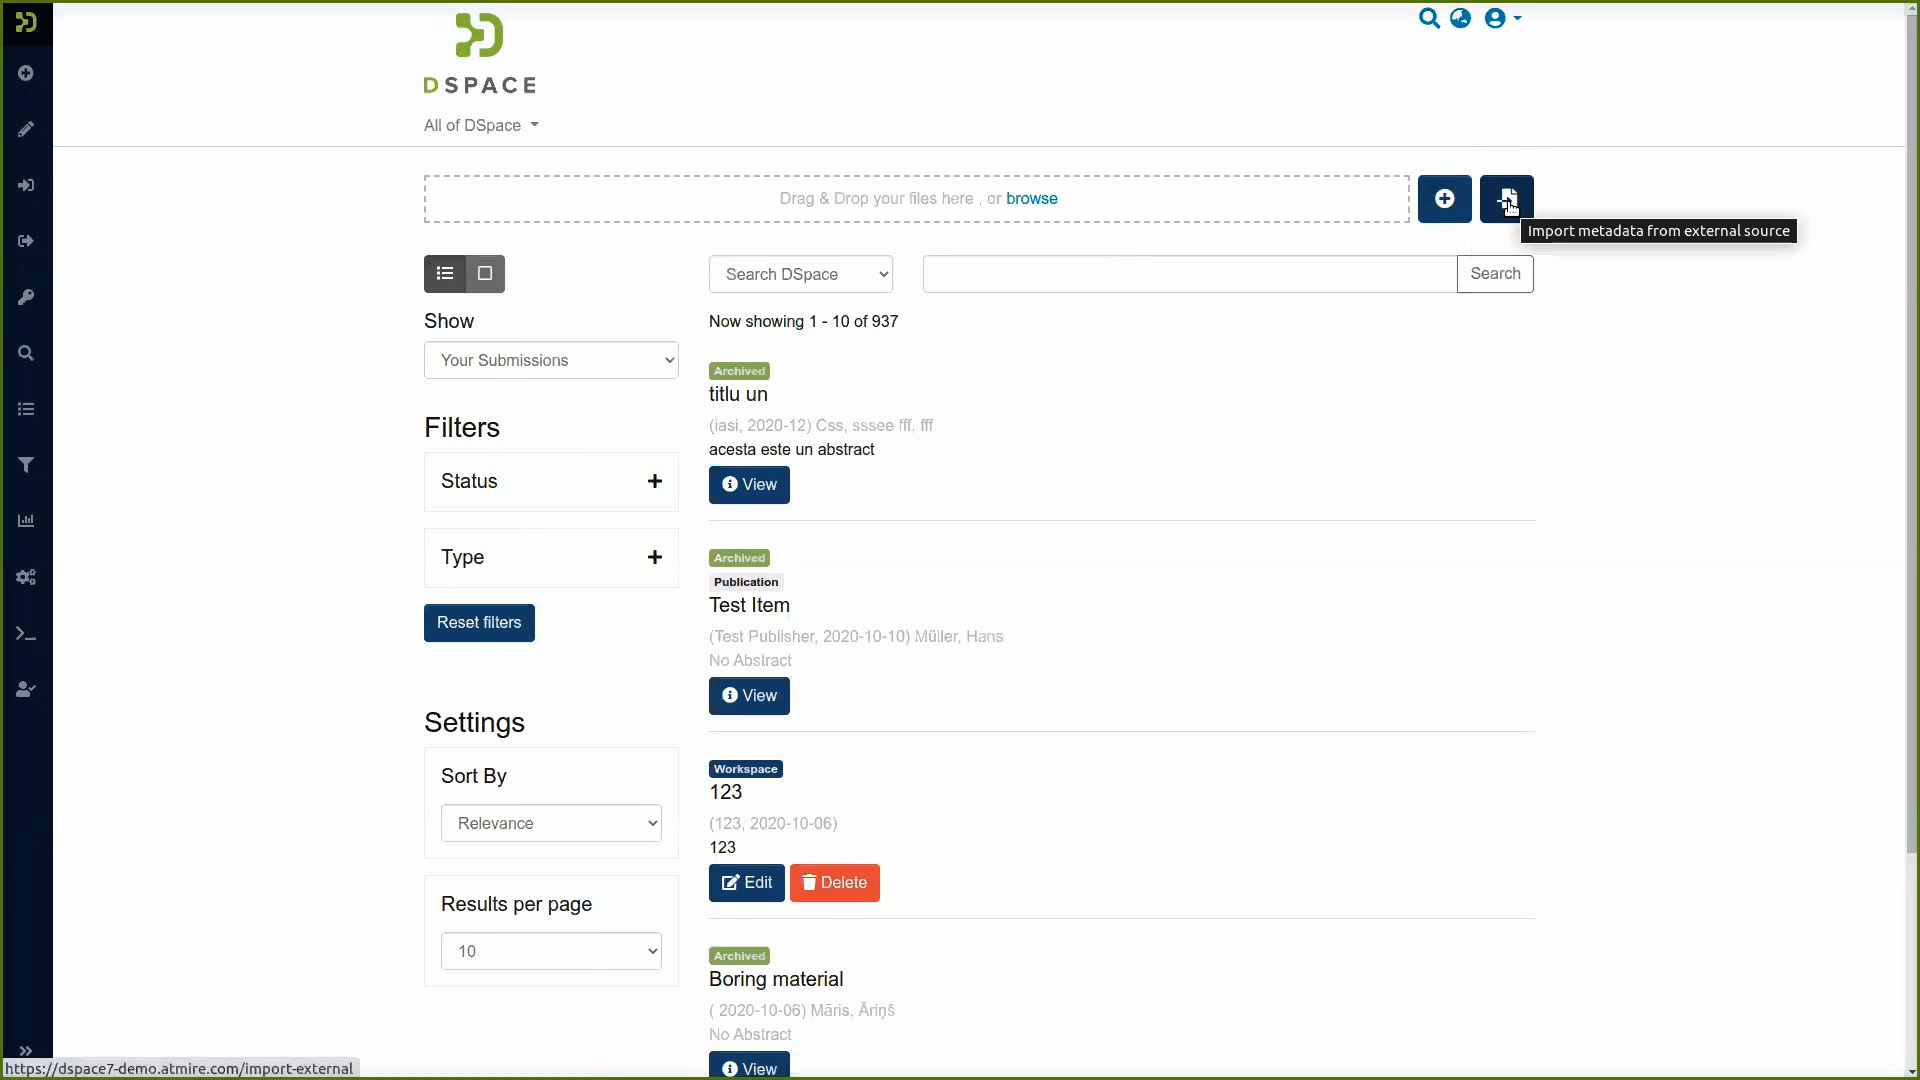 DSPACE
All of DSpace
Drag & Drop your files here , or browse
Import metadata from external source
Search DSpace
Search
Show
Now showing 1 - 10 of 937
Your Submissions
Archived
titlu un
(iasi, 2020-12) Css, sssee fff, fff
acesta este un abstract
View
Filters
Status
Type
Reset filters
Archived
Publication
Test Item
(Test Publisher, 2020-10-10) Müller, Hans
No Abstract
View
Settings
Sort By
Relevance
Results per page
10
Workspace
123
(123, 2020-10-06)
123
Edit
Delete
Archived
Boring material
( 2020-10-06) Māris, Āriņš
No Abstract
View
https://dspace7-demo.atmire.com/import-external